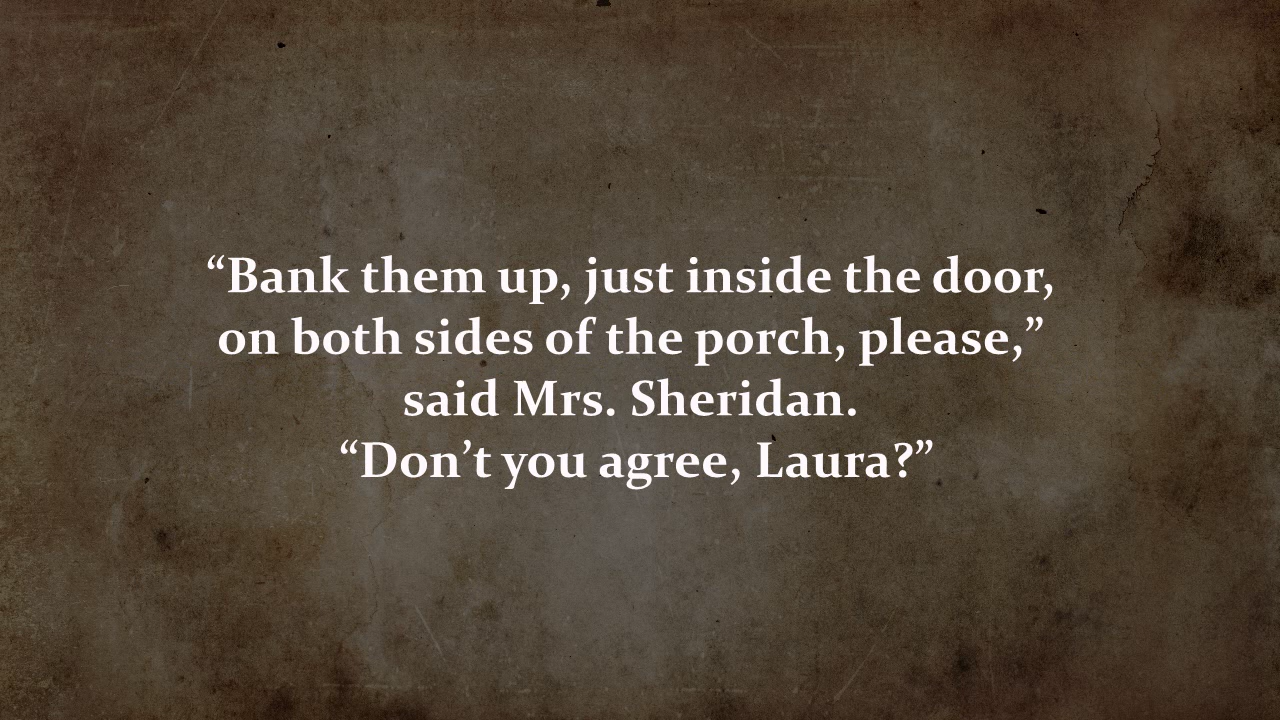 “Bank them up, just inside the door,
on both sides of the porch, please,”
said Mrs. Sheridan.
“Don’t you agree, Laura?”